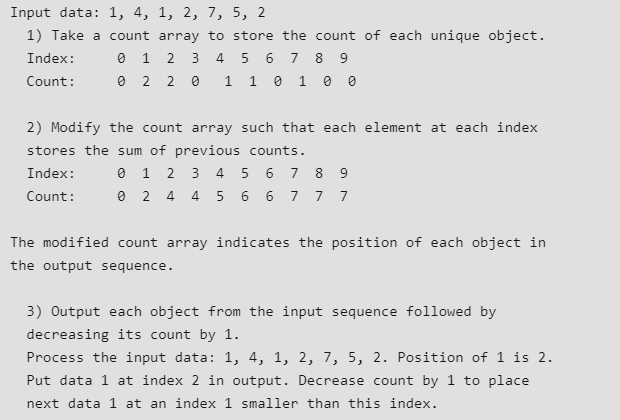 Input data: 1, 4, 1, 2, 7, 5, 2
1) Take a count array to store the count of each unique object.
Index: 0 1 2 3 4 5 6 7 8 9
Count: 0 2 2 0 1 1 0 1 0 0
2) Modify the count array such that each element at each index
stores the sum of previous counts.
Index: 0 1 2 3 4 5 6 7 8 9
Count: 0 2 4 4 5 6 6 7 7 7
The modified count array indicates the position of each object in
the output sequence.
3) Output each object from the input sequence followed by
decreasing its count by 1.
Process the input data: 1, 4, 1, 2, 7, 5, 2. Position of 1 is 2.
Put data 1 at index 2 in output. Decrease count by 1 to place
next data 1 at an index 1 smaller than this index.